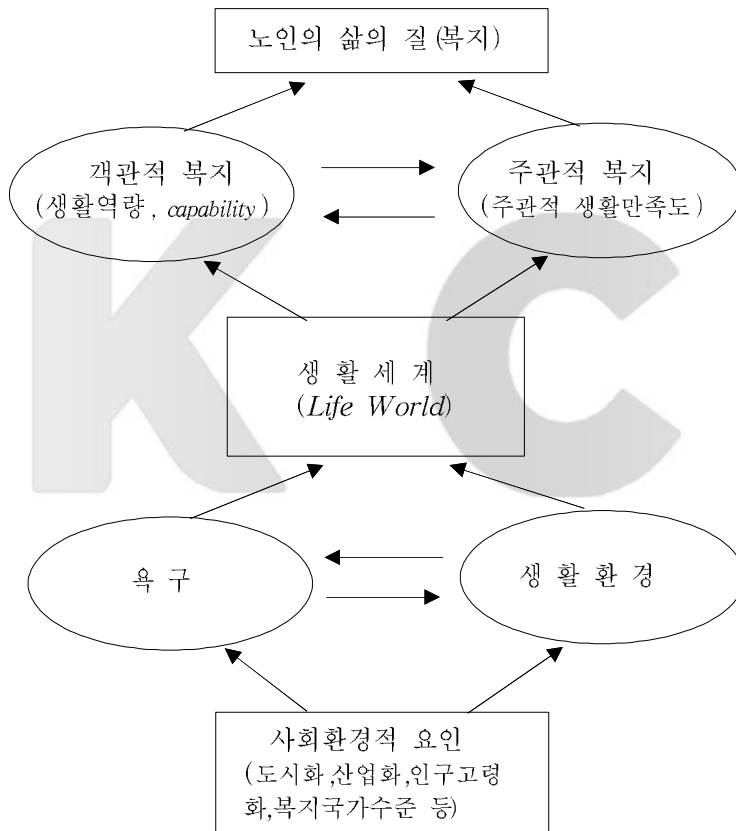 노인의 삶의 질(복지)
객관적 복지
(생활역량, capability)
주관적 복지
(주관적 생활만족도)
생활세계
(Life World)
욕구
생활환경
사회환경적 요인
(도시화,산업화,인구고령
화,복지국가수준 등)
K C